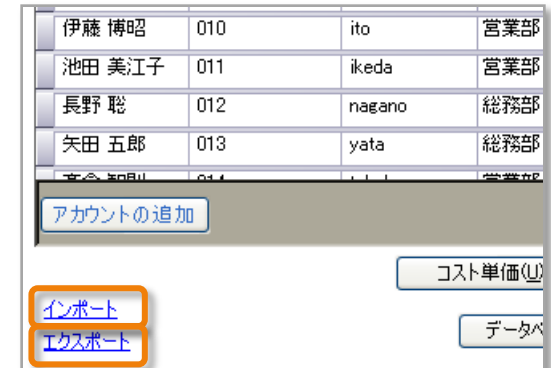 伊藤 博昭 010 ito 営業部
池田 美江子 011 ikeda 営業部
長野 聡 012 nagano 総務部
矢田 五郎 013 yata 総務部
アカウントの追加
コスト単価(U)
インポート
データベ
エクスポート